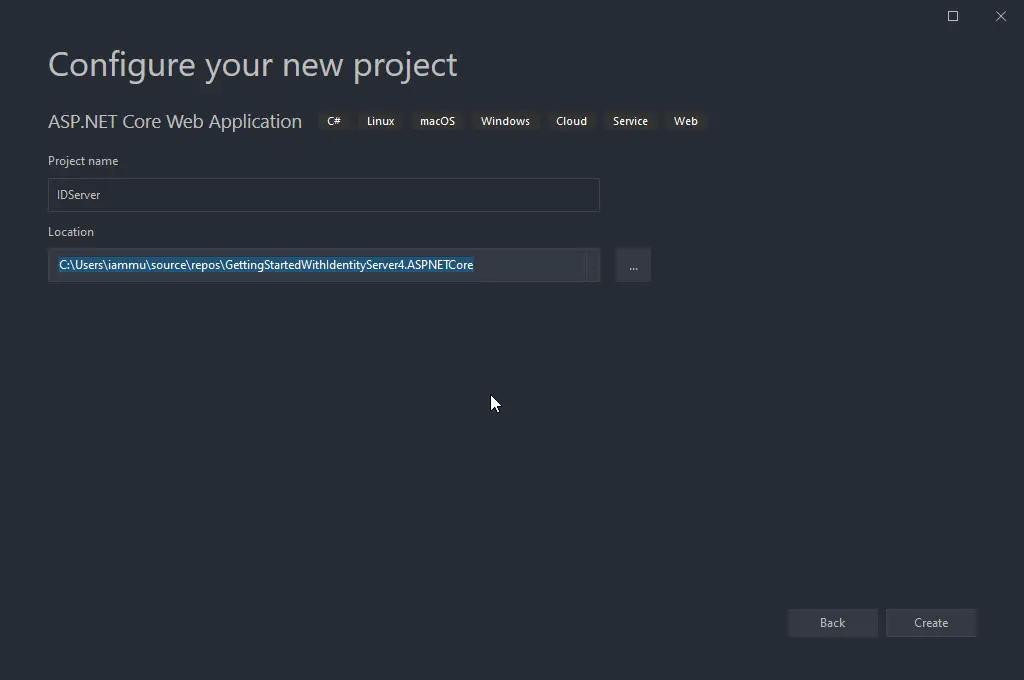 Configure your new project
ASP.NET Core Web Application C# Linux macOS Windows Cloud Service Web
Project name
IDServer
Location
C:\Users\iammu\source\repos\GettingStartedWithIdentityServer4.ASPNETCore
...
Back Create